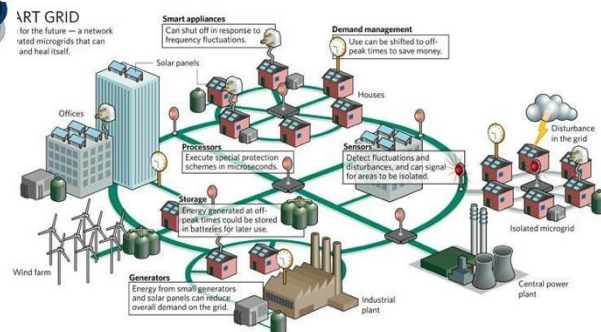 ART GRID
for the future — a network
rated microgrids that can
and heal itself.
Smart appliances
Can shut off in response to
frequency fluctuations.
Demand management
Use can be shifted to off-
peak times to save money.
Solar panels
Houses
Offices
Processors
Execute special protection
schemes in microseconds.
Sensors
Detect fluctuations and
disturbances, and can signal
for areas to be isolated.
Disturbance
in the grid
Storage
Energy generated at off-
peak times could be stored
in batteries for later use.
Isolated microgrid
Wind farm
Generators
Energy from small generators
and solar panels can reduce
overall demand on the grid.
Industrial
plant
Central power
plant